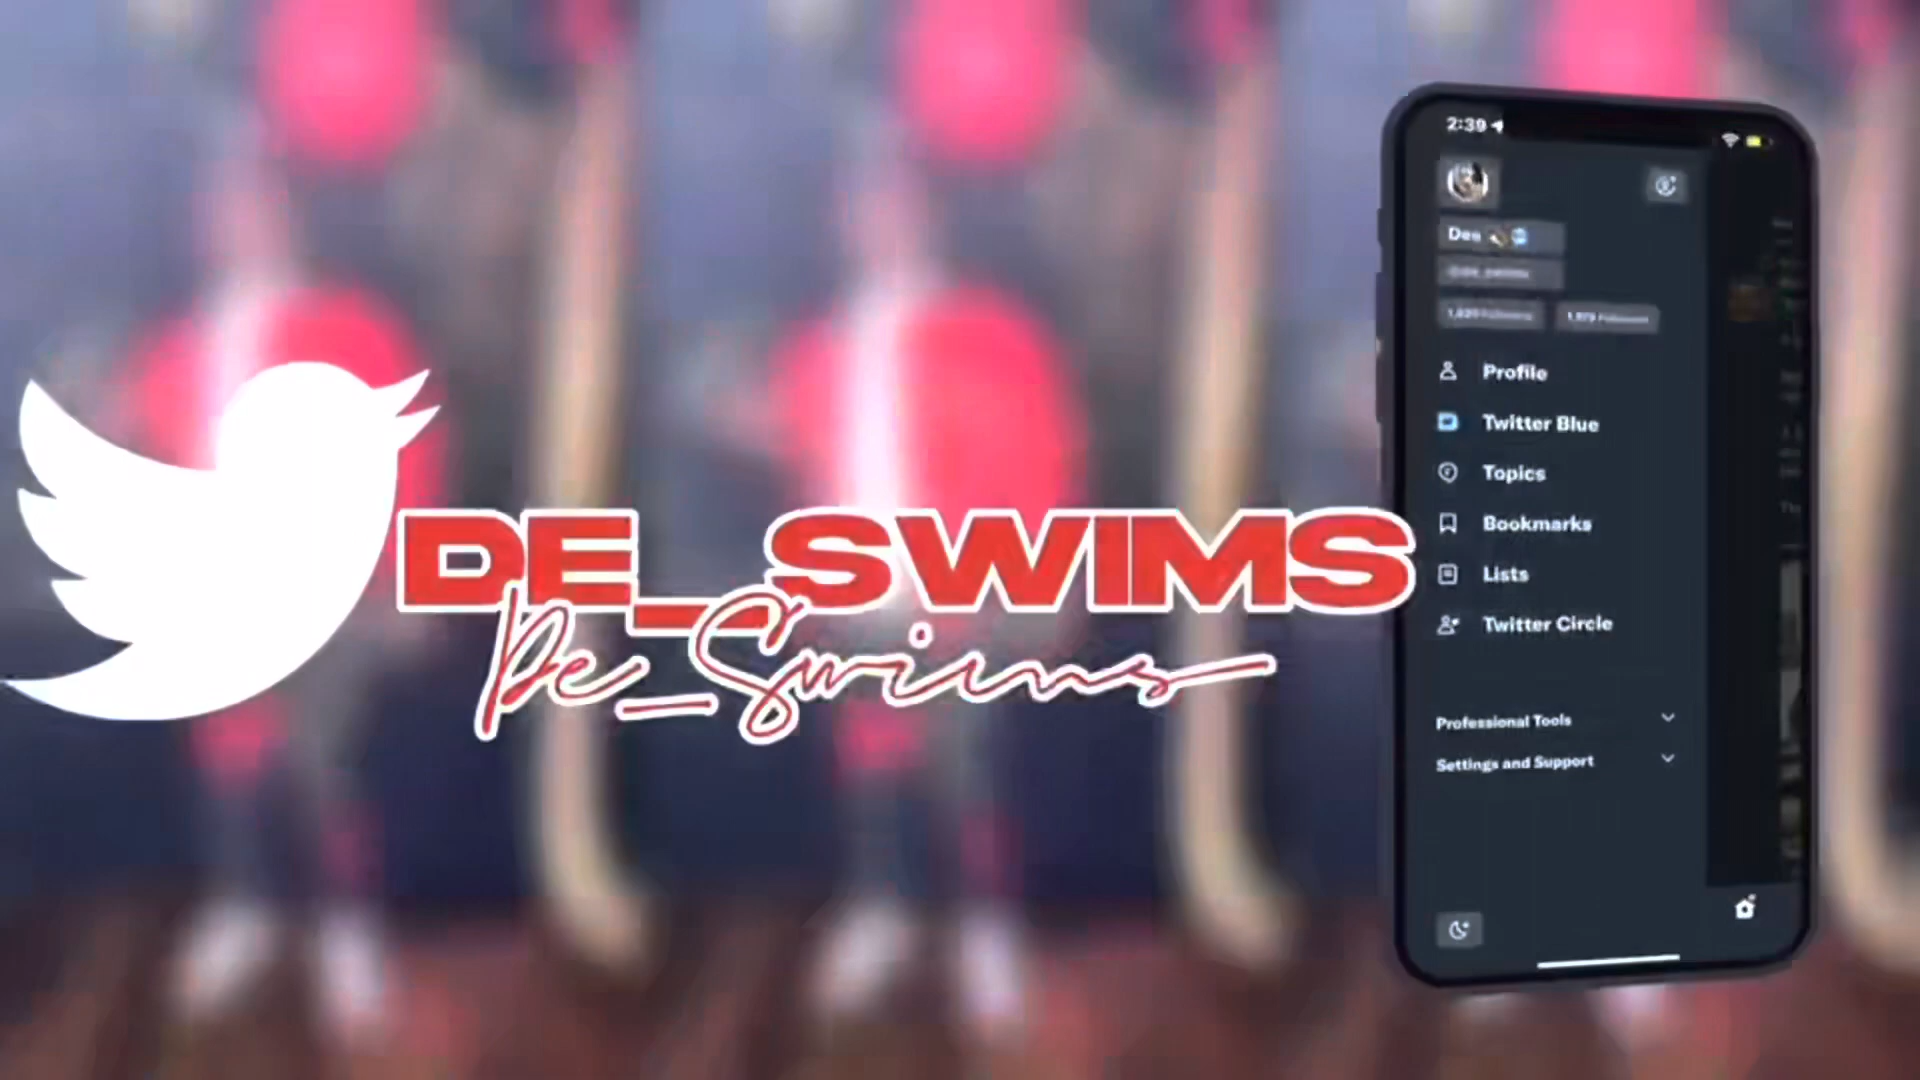 DE_SWIMS
De_Swims
2:39
Des
Profile
Twitter Blue
Topics
Bookmarks
Lists
Twitter Circle
Professional Tools
Settings and Support